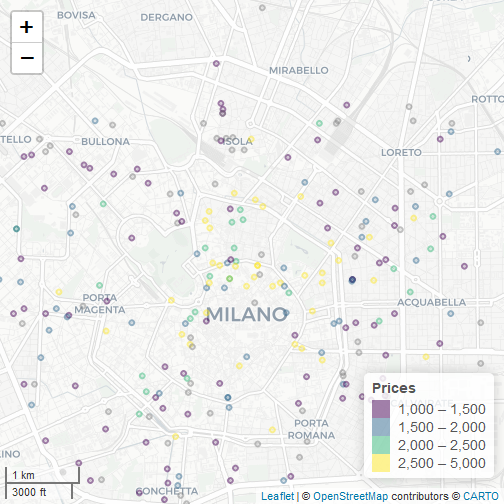 +
−
BOVISA
DERGANO
MIRABELLO
ROTTO
TELLO
BULLONA
ISOLA
LORETO
PORTA
MAGENTA
MILANO
ACQUABELLA
PORTA
ROMANA
LINO
CONCHETTA
Prices
1,000 – 1,500
1,500 – 2,000
2,000 – 2,500
2,500 – 5,000
1 km
3000 ft
Leaflet | © OpenStreetMap contributors © CARTO